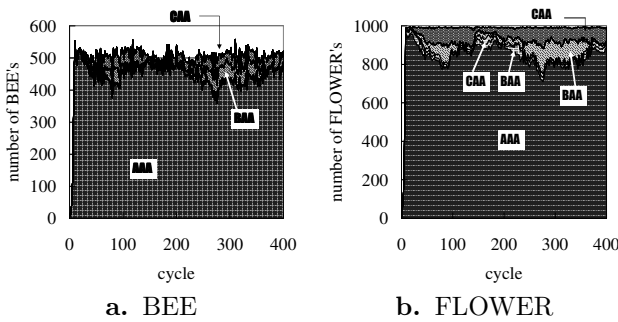 CAA
600
500
400
300
200
100
0
number of BEE's
BAA
AAA
0 100 200 300 400
cycle
a. BEE
CAA
1000
800
600
400
200
0
number of FLOWER's
CAA BAA BAA
AAA
0 100 200 300 400
cycle
b. FLOWER